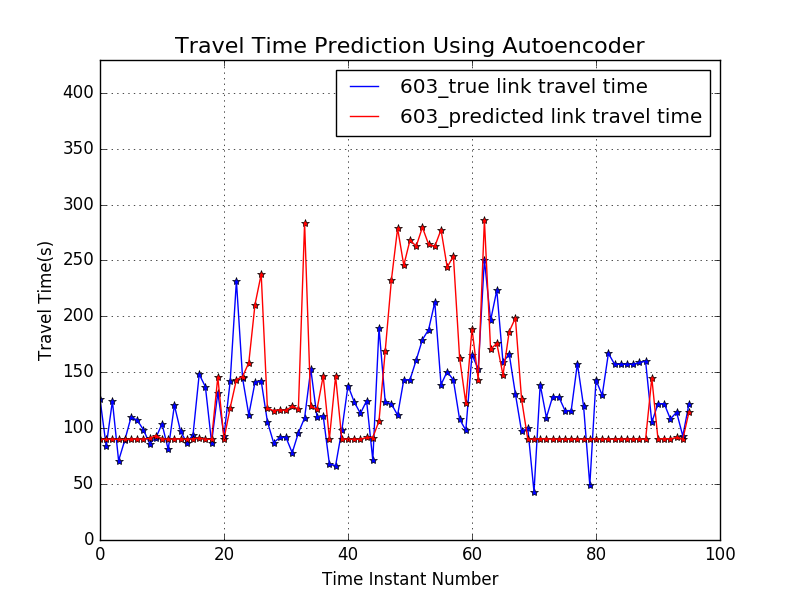 Travel Time Prediction Using Autoencoder
603_true link travel time
603_predicted link travel time
400
350
300
250
200
150
100
50
0
Travel Time(s)
0 20 40 60 80 100
Time Instant Number